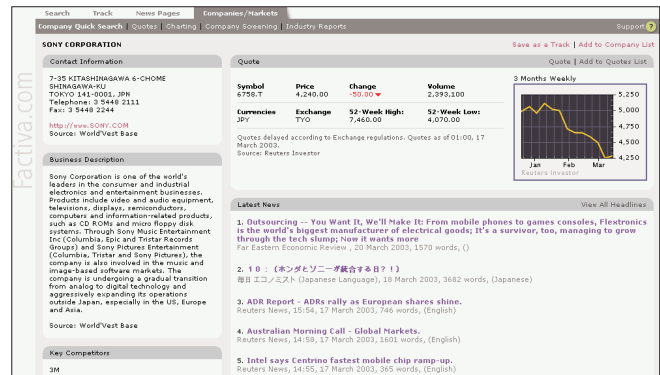 Search Track News Pages Companies/Markets
Company Quick Search | Quotes | Charting | Company Screening | Industry Reports Support ?
SONY CORPORATION Save as a Track | Add to Company List
Contact Information
7-35 KITASHINAGAWA 6-CHOME
SHINAGAWA-KU
TOKYO 141-0001, JPN
Telephone: 3 5448 2111
Fax: 3 5448 2244
http://www.SONY.COM
Source: World'Vest Base
Business Description
Sony Corporation is one of the world's
leaders in the consumer and industrial
electronics and entertainment businesses.
Products include video and audio equipment,
televisions, displays, semiconductors,
computers and information-related products,
such as CD ROMs and micro floppy disk
systems. Through Sony Music Entertainment
Inc (Columbia, Epic and Tristar Records
Groups) and Sony Pictures Entertainment
(Columbia, Tristar and Sony Pictures), the
company is also involved in the music and
image-based software markets. The
company is undergoing a gradual transition
from analog to digital technology and
aggressively expanding its operations
outside Japan, especially in the US, Europe
and Asia.
Source: World'Vest Base
Key Competitors
3M
Quote Quote | Add to Quotes List
Symbol Price Change Volume
6758.T 4,240.00 -50.00 2,393,100
Currencies Exchange 52-Week High: 52-Week Low:
JPY TYO 7,460.00 4,070.00
Quotes delayed according to Exchange regulations. Quotes as of 01:00, 17
March 2003.
Source: Reuters Investor
3 Months Weekly
5,250
5,000
4,750
4,500
4,250
Jan Feb Mar
Reuters Investor
Latest News View All Headlines
1. Outsourcing -- You Want It, We'll Make It: From mobile phones to games consoles, Flextronics
is the world's biggest manufacturer of electrical goods; It's a survivor, too, managing to grow
through the tech slump; Now it wants more
Far Eastern Economic Review , 20 March 2003, 1570 words, ()
2. 10：《ホンダとソニーが統合する日？！》
毎日 エコノミスト (Japanese Language), 18 March 2003, 3682 words, (Japanese)
3. ADR Report - ADRs rally as European shares shine.
Reuters News, 15:54, 17 March 2003, 746 words, (English)
4. Australian Morning Call - Global Markets.
Reuters News, 14:58, 17 March 2003, 1601 words, (English)
5. Intel says Centrino fastest mobile chip ramp-up.
Reuters News, 14:55, 17 March 2003, 365 words, (English)
Factiva.com